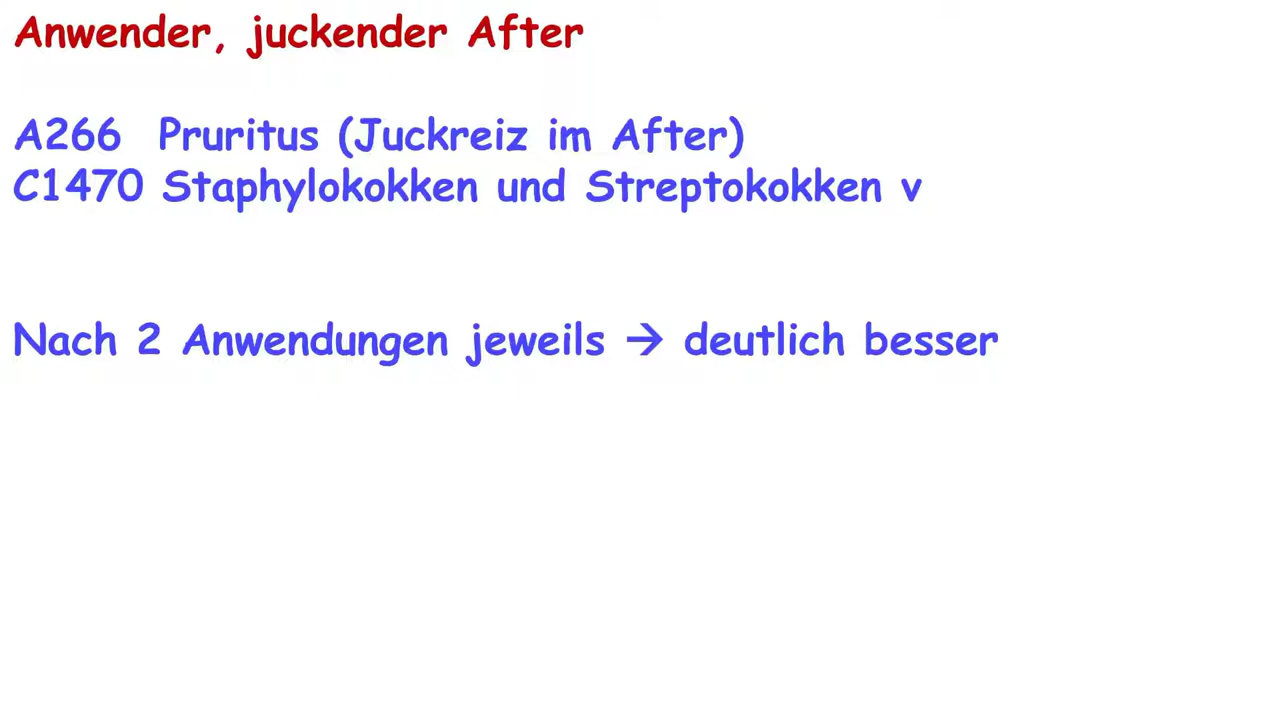 Anwender, juckender After
A266 Pruritus (Juckreiz im After)
C1470 Staphylokokken und Streptokokken v
Nach 2 Anwendungen jeweils → deutlich besser